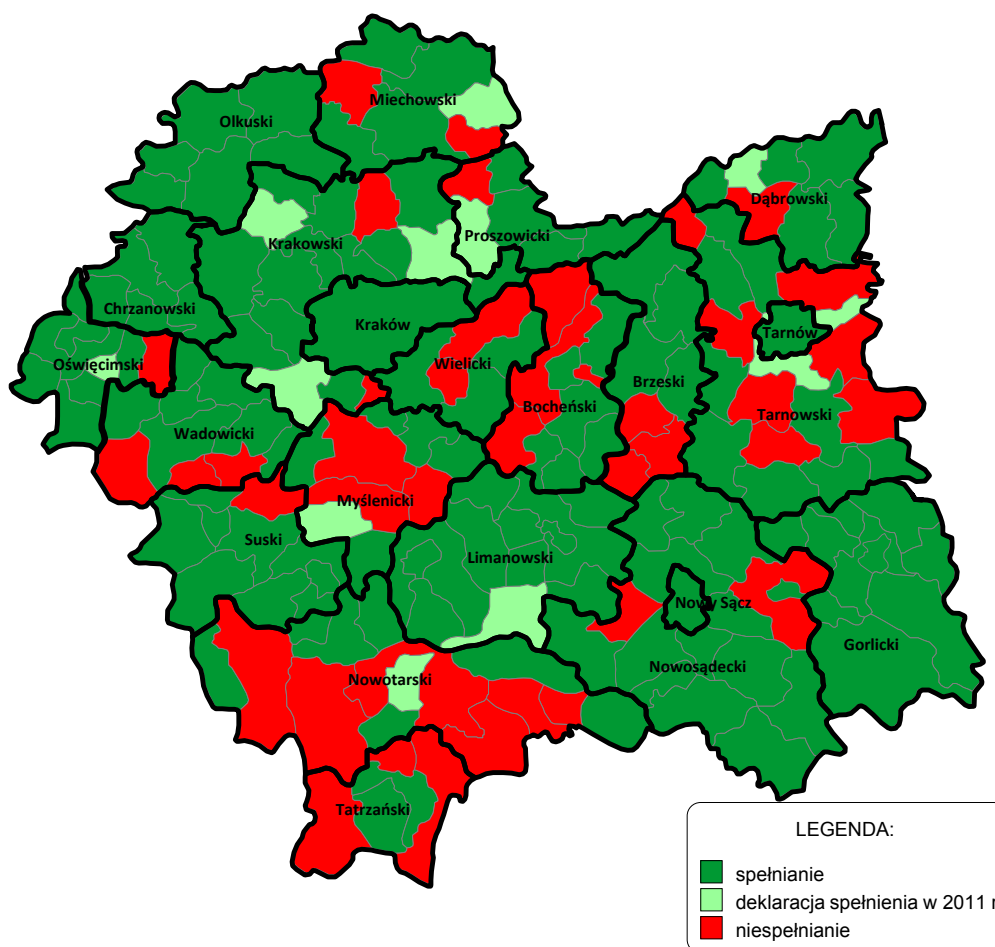 Miechowski
Olkuski
Dąbrowski
Proszowicki
Krakowski
Chrzanowski
Kraków
Tarnów
Oświęcimski
Wielicki
Brzeski
Bocheński
Tarnowski
Wadowicki
Myślenicki
Suski
Limanowski
Nowy Sącz
Gorlicki
Nowosądecki
Nowotarski
Tatrzański
LEGENDA:
spełnianie
deklaracja spełnienia w 2011 r
niespełnianie